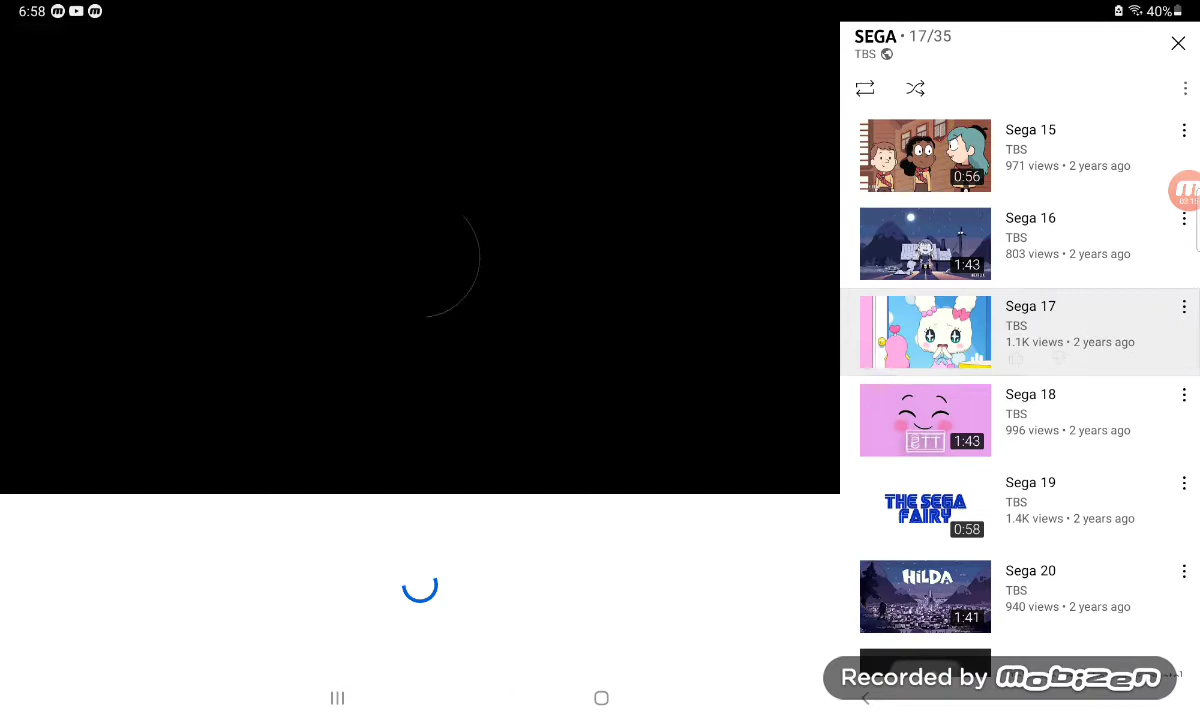 6:58
40%
SEGA • 17/35
TBS
Sega 15
TBS
971 views • 2 years ago
0:56
03:15
Sega 16
TBS
803 views • 2 years ago
1:43
Sega 17
TBS
1.1K views • 2 years ago
Sega 18
TBS
996 views • 2 years ago
1:43
Sega 19
TBS
1.4K views • 2 years ago
THE SEGA
FAIRY
0:58
Sega 20
TBS
940 views • 2 years ago
HILDA
1:41
Recorded by mobizen